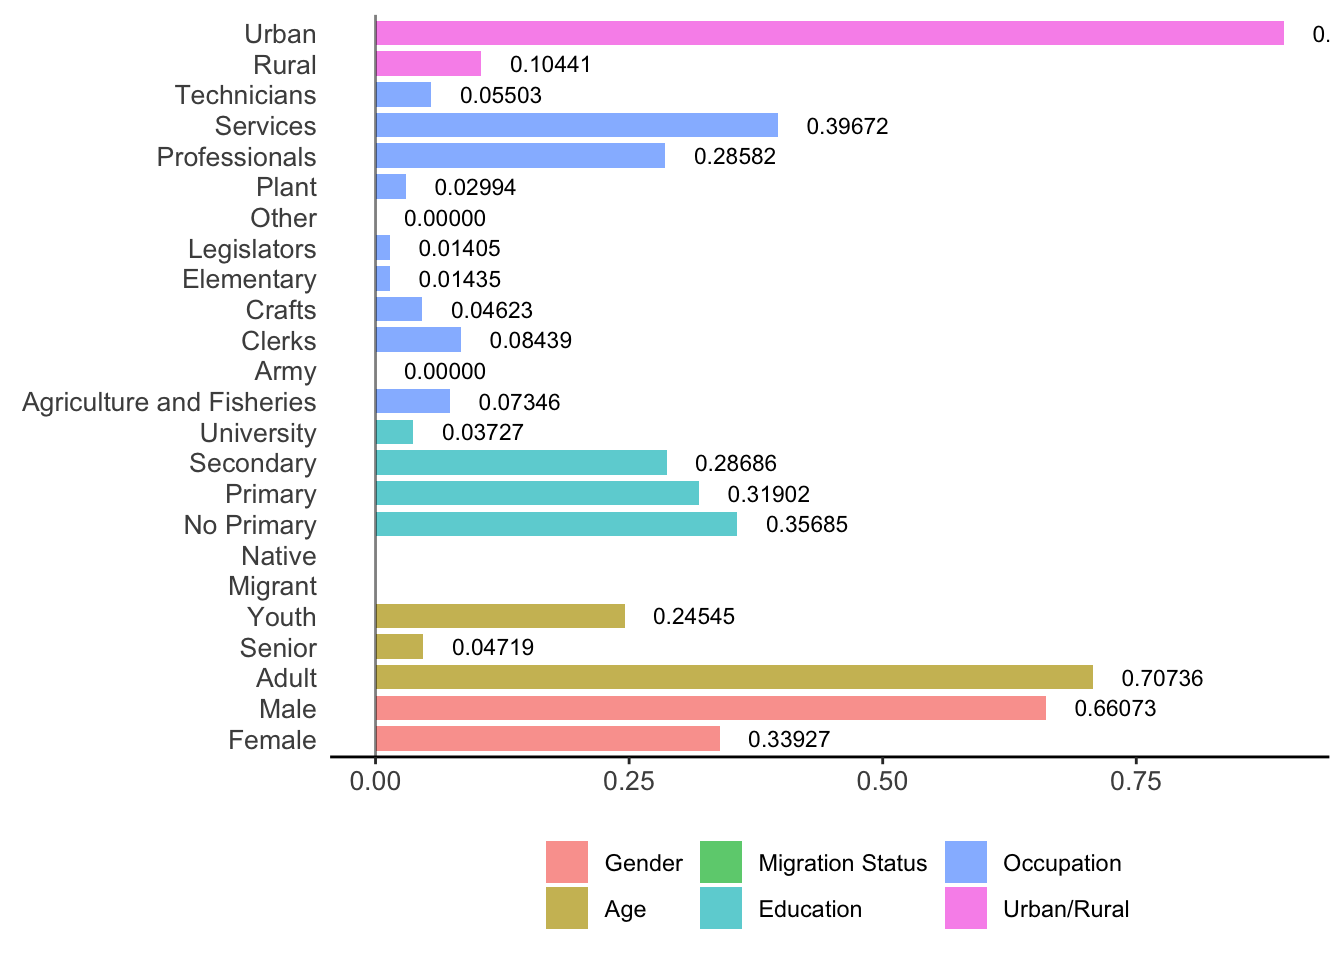 Urban 0.
Rural 0.10441
Technicians 0.05503
Services 0.39672
Professionals 0.28582
Plant 0.02994
Other 0.00000
Legislators 0.01405
Elementary 0.01435
Crafts 0.04623
Clerks 0.08439
Army 0.00000
Agriculture and Fisheries 0.07346
University 0.03727
Secondary 0.28686
Primary 0.31902
No Primary 0.35685
Native
Migrant
Youth 0.24545
Senior 0.04719
Adult 0.70736
Male 0.66073
Female 0.33927
0.00 0.25 0.50 0.75
Gender Migration Status Occupation
Age Education Urban/Rural